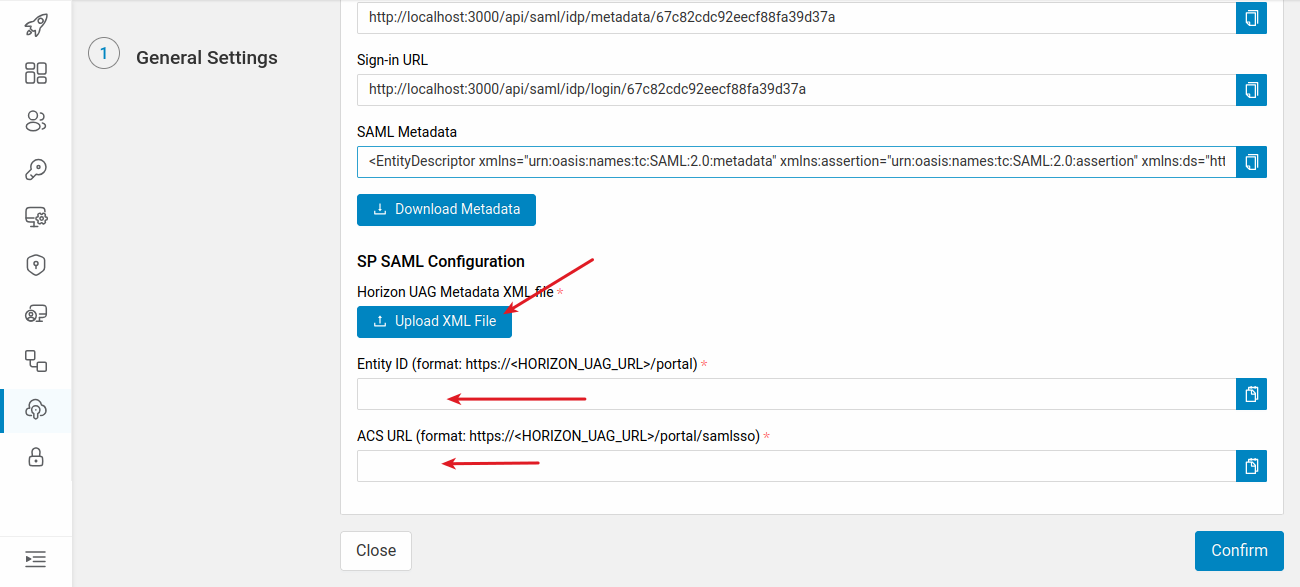 http://localhost:3000/api/saml/idp/metadata/67c82cdc92eecf88fa39d37a
1 General Settings
Sign-in URL
http://localhost:3000/api/saml/idp/login/67c82cdc92eecf88fa39d37a
SAML Metadata
<EntityDescriptor xmlns="urn:oasis:names:tc:SAML:2.0:metadata" xmlns:assertion="urn:oasis:names:tc:SAML:2.0:assertion" xmlns:ds="htt
Download Metadata
SP SAML Configuration
Horizon UAG Metadata XML file *
Upload XML File
Entity ID (format: https://<HORIZON_UAG_URL>/portal) *
ACS URL (format: https://<HORIZON_UAG_URL>/portal/samlsso) *
Close
Confirm